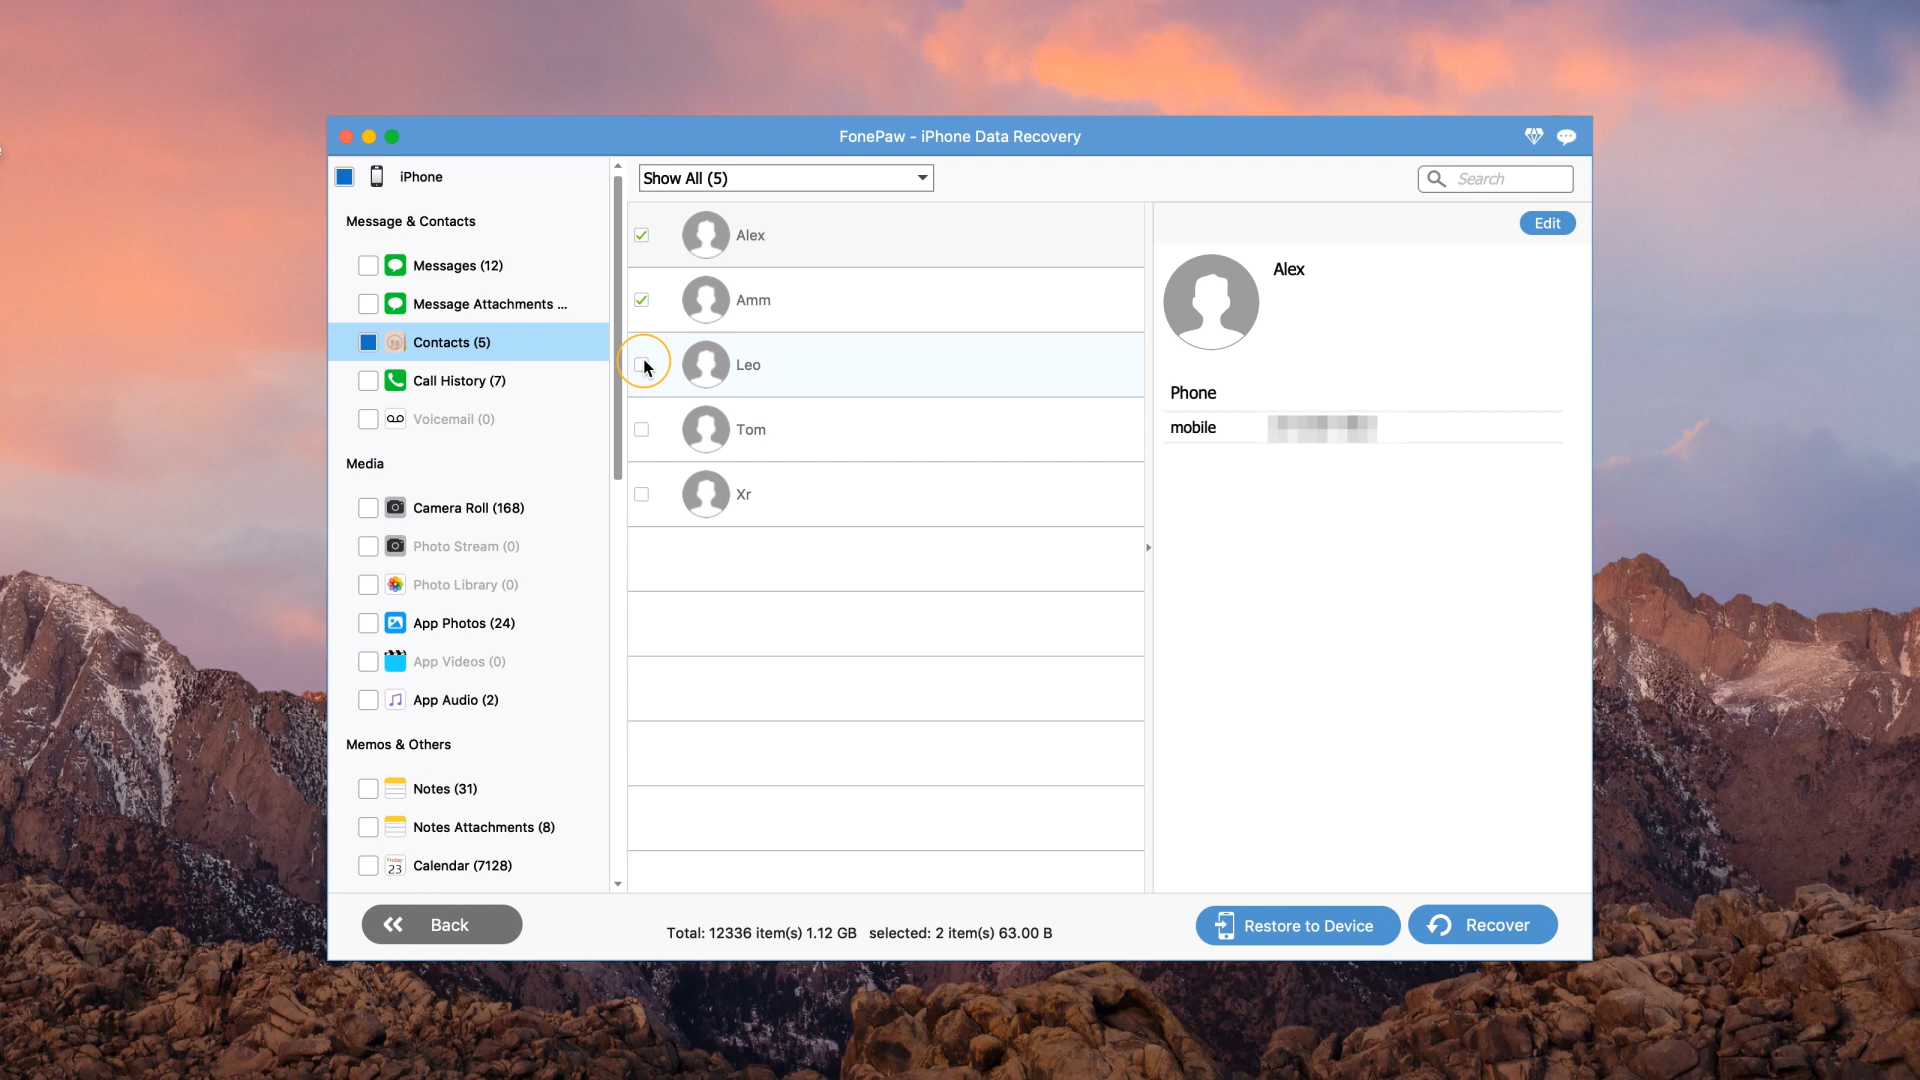 FonePaw - iPhone Data Recovery
iPhone
Show All (5)
Search
Message & Contacts
Messages (12)
Message Attachments ...
Contacts (5)
Call History (7)
Voicemail (0)
Media
Camera Roll (168)
Photo Stream (0)
Photo Library (0)
App Photos (24)
App Videos (0)
App Audio (2)
Memos & Others
Notes (31)
Notes Attachments (8)
Friday
23
Calendar (7128)
Alex
Amm
Leo
Tom
Xr
Edit
Alex
Phone
mobile
Back
Total: 12336 item(s) 1.12 GB selected: 2 item(s) 63.00 B
Restore to Device
Recover